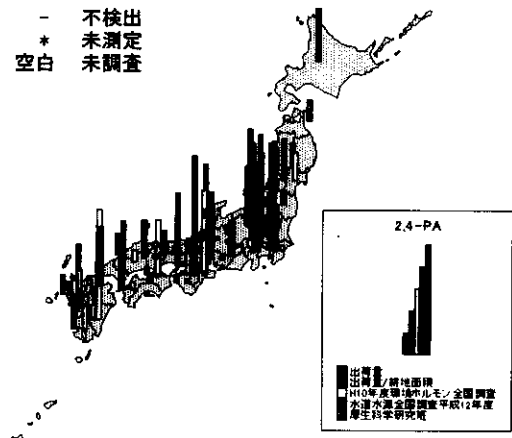 - 不検出
* 未測定
空白 未調査
2,4-PA
出荷量
出荷量/耕地面積
H10年度環境ホルモン全国調査
水道水源全国調査平成12年度
厚生科学研究班